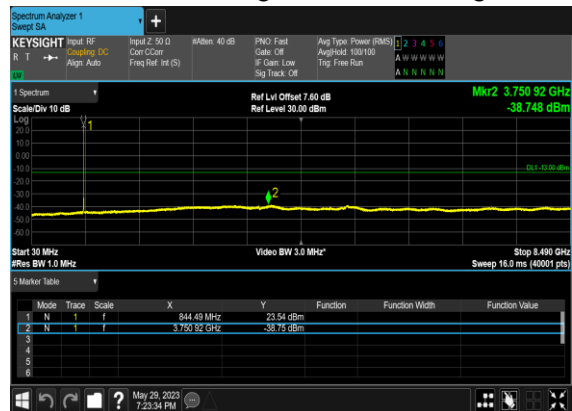 Spectrum Analyzer 1
Swept SA
+
KEYSIGHT Input: RF Input Z: 50 Ω #Atten: 40 dB PNO: Fast Avg Type: Power (RMS) 1 2 3 4 5 6
R T Coupling: DC Corr CCorr Gate: Off Avg|Hold: 100/100 A W W W W W
Align: Auto Freq Ref: Int (S) IF Gain: Low Trig: Free Run
Sig Track: Off A N N N N N
1 Spectrum Ref Lvl Offset 7.60 dB Mkr2 3.750 92 GHz
Scale/Div 10 dB Ref Level 30.00 dBm -38.748 dBm
Log
1
20.0
10.0
0.00
-10.0
DL1 -13.00 dBm
-20.0
-30.0
2
-40.0
-50.0
-60.0
Start 30 MHz Video BW 3.0 MHz* Stop 8.490 GHz
#Res BW 1.0 MHz Sweep 16.0 ms (40001 pts)
5 Marker Table
Mode Trace Scale X Y Function Function Width Function Value
1 N 1 f 844.49 MHz 23.54 dBm
2 N 1 f 3.750 92 GHz -38.75 dBm
3
4
5
6
? May 29, 2023
7:23:34 PM